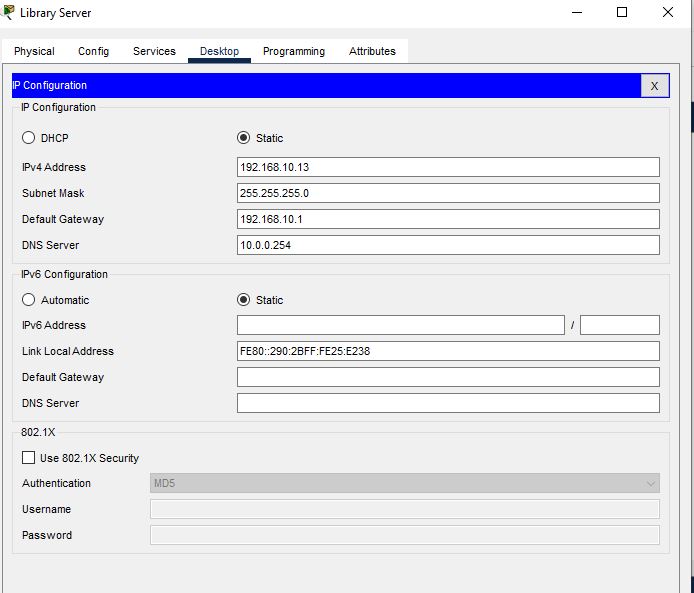 Library Server
Physical Config Services Desktop Programming Attributes
IP Configuration X
IP Configuration
DHCP Static
IPv4 Address 192.168.10.13
Subnet Mask 255.255.255.0
Default Gateway 192.168.10.1
DNS Server 10.0.0.254
IPv6 Configuration
Automatic Static
IPv6 Address /
Link Local Address FE80::290:2BFF:FE25:E238
Default Gateway
DNS Server
802.1X
Use 802.1X Security
Authentication MD5
Username
Password